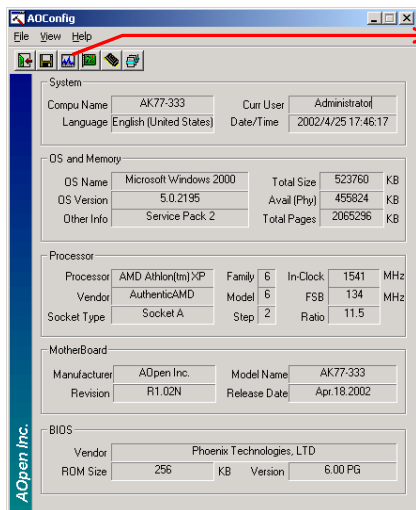 AOConfig
File View Help
System
Compu Name AK77-333 Curr User Administrator
Language English (United States) Date/Time 2002/4/25 17:46:17
OS and Memory
OS Name Microsoft Windows 2000 Total Size 523760 KB
OS Version 5.0.2195 Avail (Phy) 455824 KB
Other Info Service Pack 2 Total Pages 2065296 KB
Processor
Processor AMD Athlon(tm) XP Family 6 In-Clock 1541 MHz
Vendor AuthenticAMD Model 6 FSB 134 MHz
Socket Type Socket A Step 2 Ratio 11.5
MotherBoard
Manufacturer AOpen Inc. Model Name AK77-333
Revision R1.02N Release Date Apr.18.2002
BIOS
Vendor Phoenix Technologies, LTD
ROM Size 256 KB Version 6.00 PG
AOpen Inc.